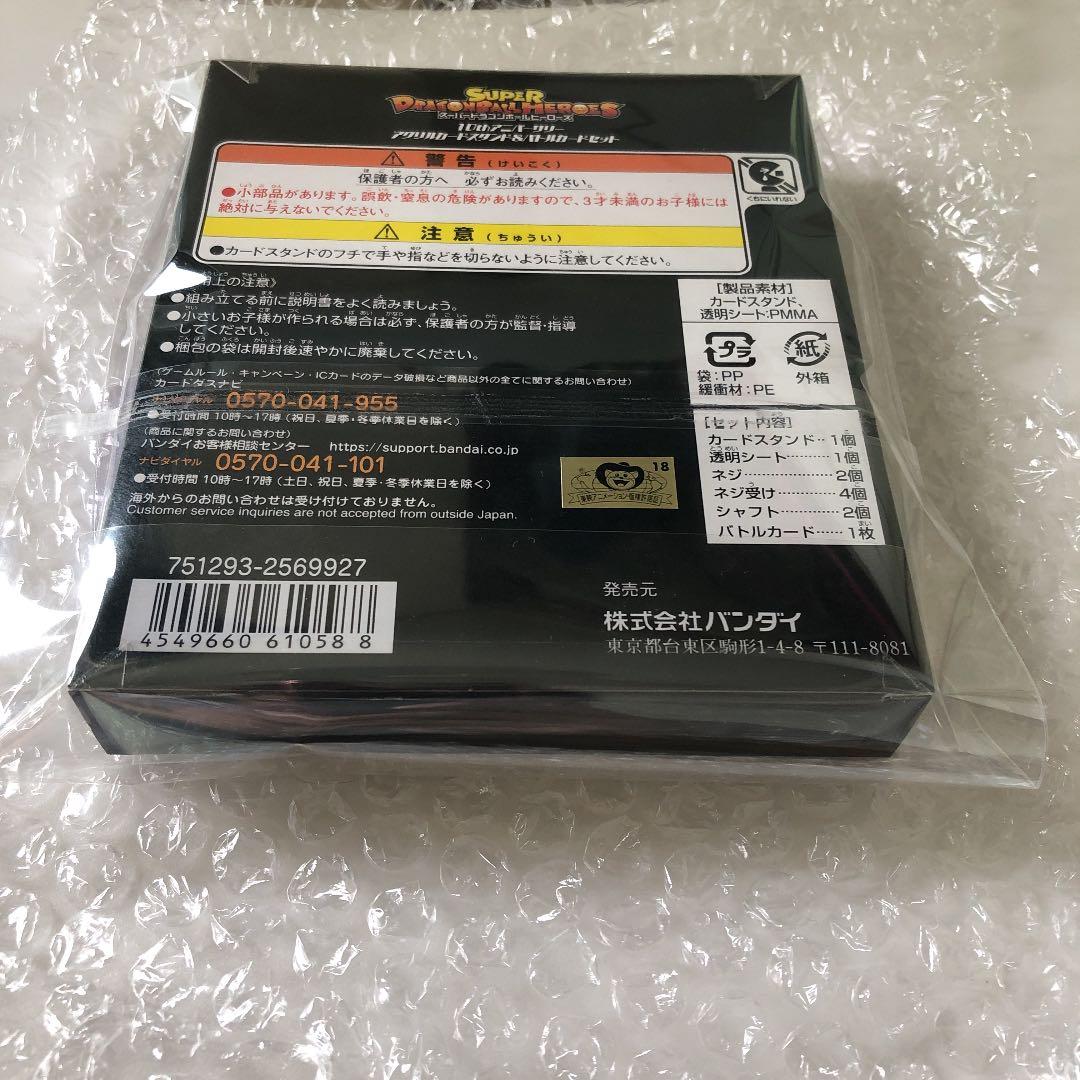 SUPER
DRAGONBALL HEROES
スーパードラゴンボールヒーローズ
10thアニバーサリー
アクリルカードスタンド&バトルカードセット
警告(けいこく)
保護者の方へ 必ずお読みください。
●小部品があります。誤飲・窒息の危険がありますので、3才未満のお子様には
絶対に与えないでください。
くちにいれない
注意(ちゅうい)
●カードスタンドのフチで手や指などを切らないように注意してください。
用上の注意》
●組み立てる前に説明書をよく読みましょう。
●小さいお子様が作られる場合は必ず、保護者の方が監督・指導
してください。
●梱包の袋は開封後速やかに廃棄してください。
(ゲームルール・キャンペーン・ICカードのデータ破損など商品以外の全てに関するお問い合わせ)
カードダスナビ
0570-041-955
●受付時間 10時〜17時(祝日、夏季・冬季休業日を除く)
(商品に関するお問い合わせ)
バンダイお客様相談センター https://support.bandai.co.jp
ナビダイヤル 0570-041-101
●受付時間 10時〜17時(土日、祝日、夏季・冬季休業日を除く)
海外からのお問い合わせは受け付けておりません。
Customer service inquiries are not accepted from outside Japan.
[製品素材]
カードスタンド、
透明シート:PMMA
プラ
紙
袋:PP
緩衝材:PE
外箱
[セット内容]
カードスタンド‥1個
透明シート………1個
ネジ………………2個
ネジ受け…………4個
シャフト…………2個
バトルカード……1枚
18
751293-2569927
4549660 610588
発売元
株式会社バンダイ
東京都台東区駒形1-4-8 〒111-8081